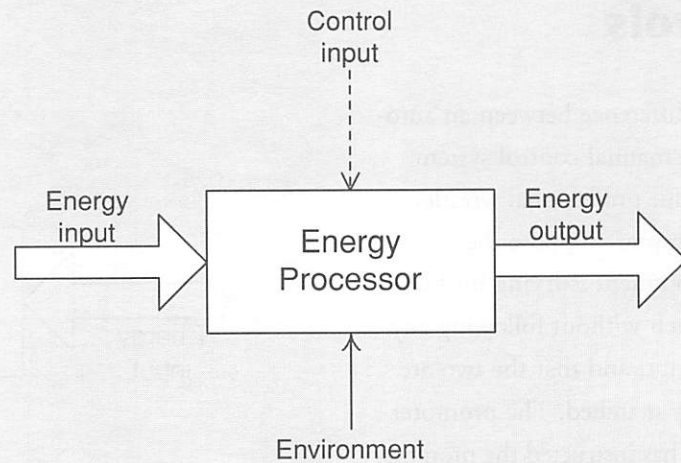 Control
input
Energy
input
Energy
Processor
Energy
output
Environment